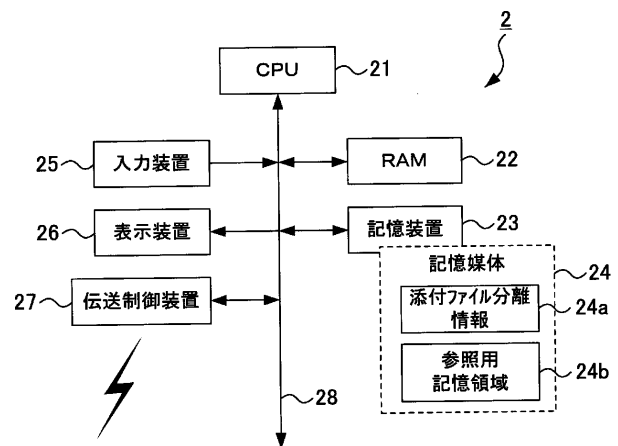 2
CPU
21
25
入力装置
RAM
22
26
表示装置
記憶装置
23
記憶媒体
24
27
伝送制御装置
添付ファイル分離
情報
24a
参照用
記憶領域
24b
28